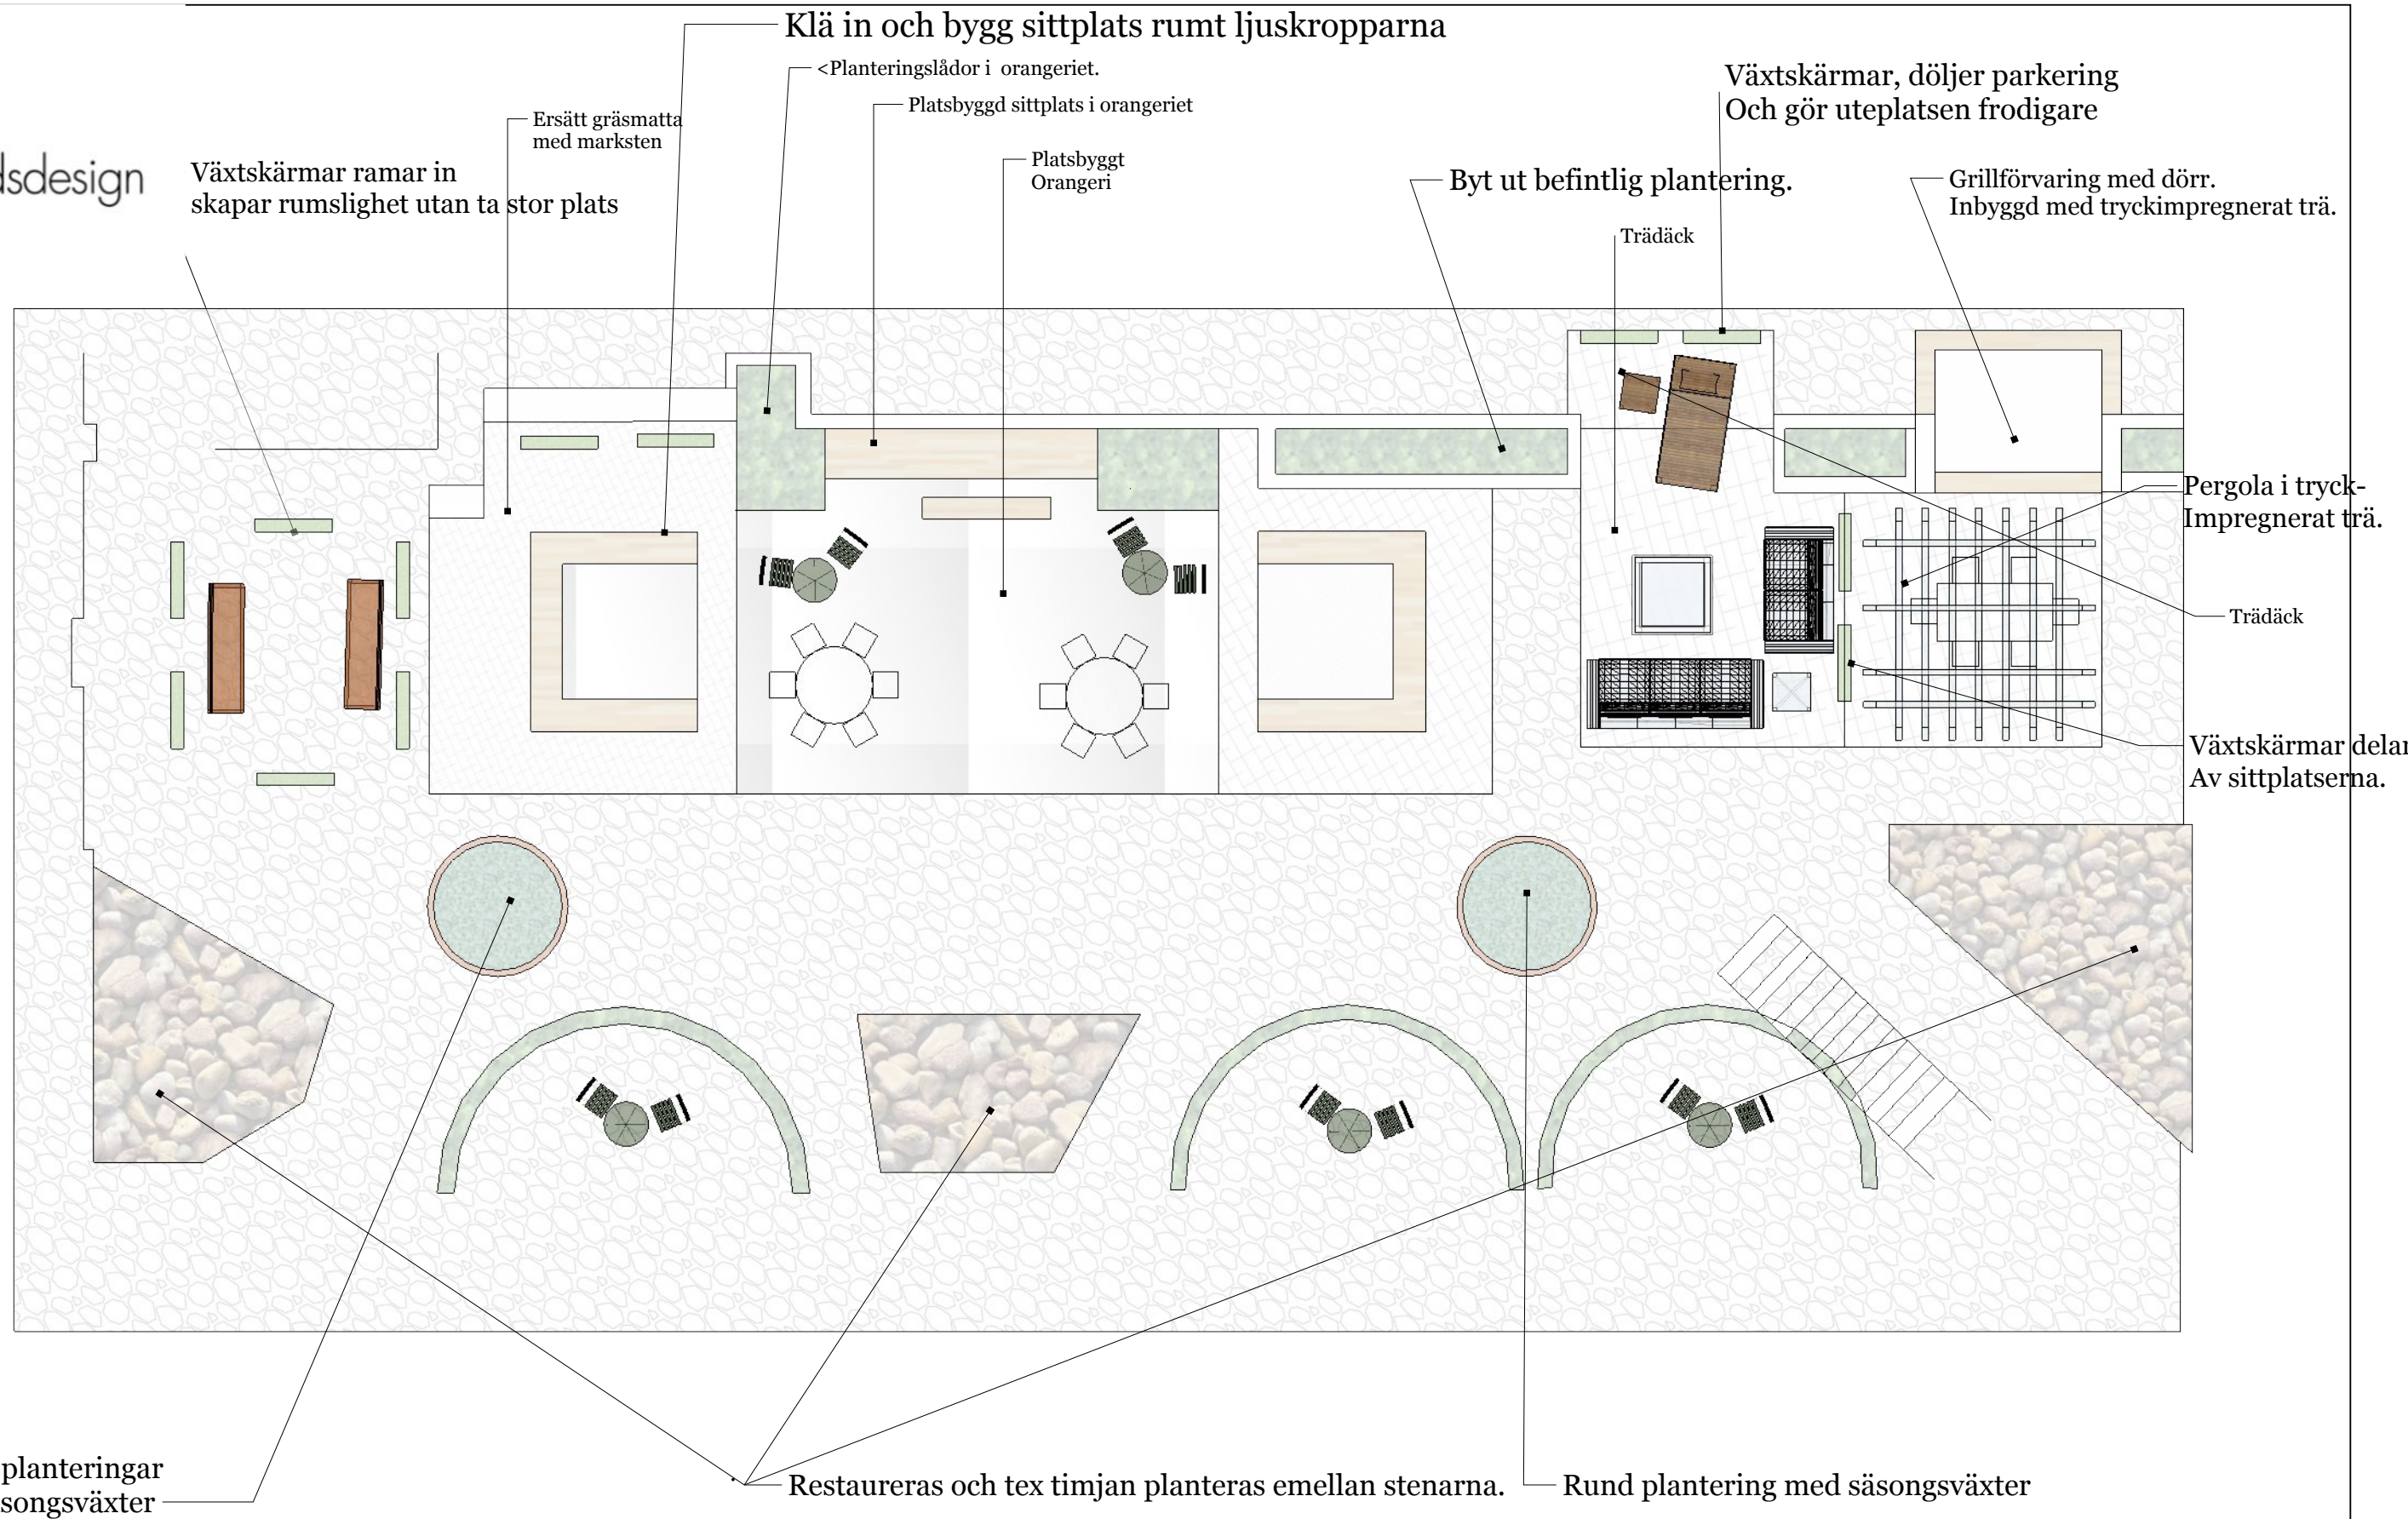 Klä in och bygg sittplats rumt ljuskropparna
<Planteringslådor i orangeriet.
Platsbyggd sittplats i orangeriet
Växtskärmar, döljer parkering
Och gör uteplatsen frodigare
Ersätt gräsmatta
med marksten
Platsbyggt
Orangeri
dsdesign
Växtskärmar ramar in
skapar rumslighet utan ta stor plats
Byt ut befintlig plantering.
Grillförvaring med dörr.
Inbyggd med tryckimpregnerat trä.
Trädäck
Pergola i tryck-
Impregnerat trä.
Trädäck
Växtskärmar delar
Av sittplatserna.
planteringar
songsväxter
Restaureras och tex timjan planteras emellan stenarna.
Rund plantering med säsongsväxter